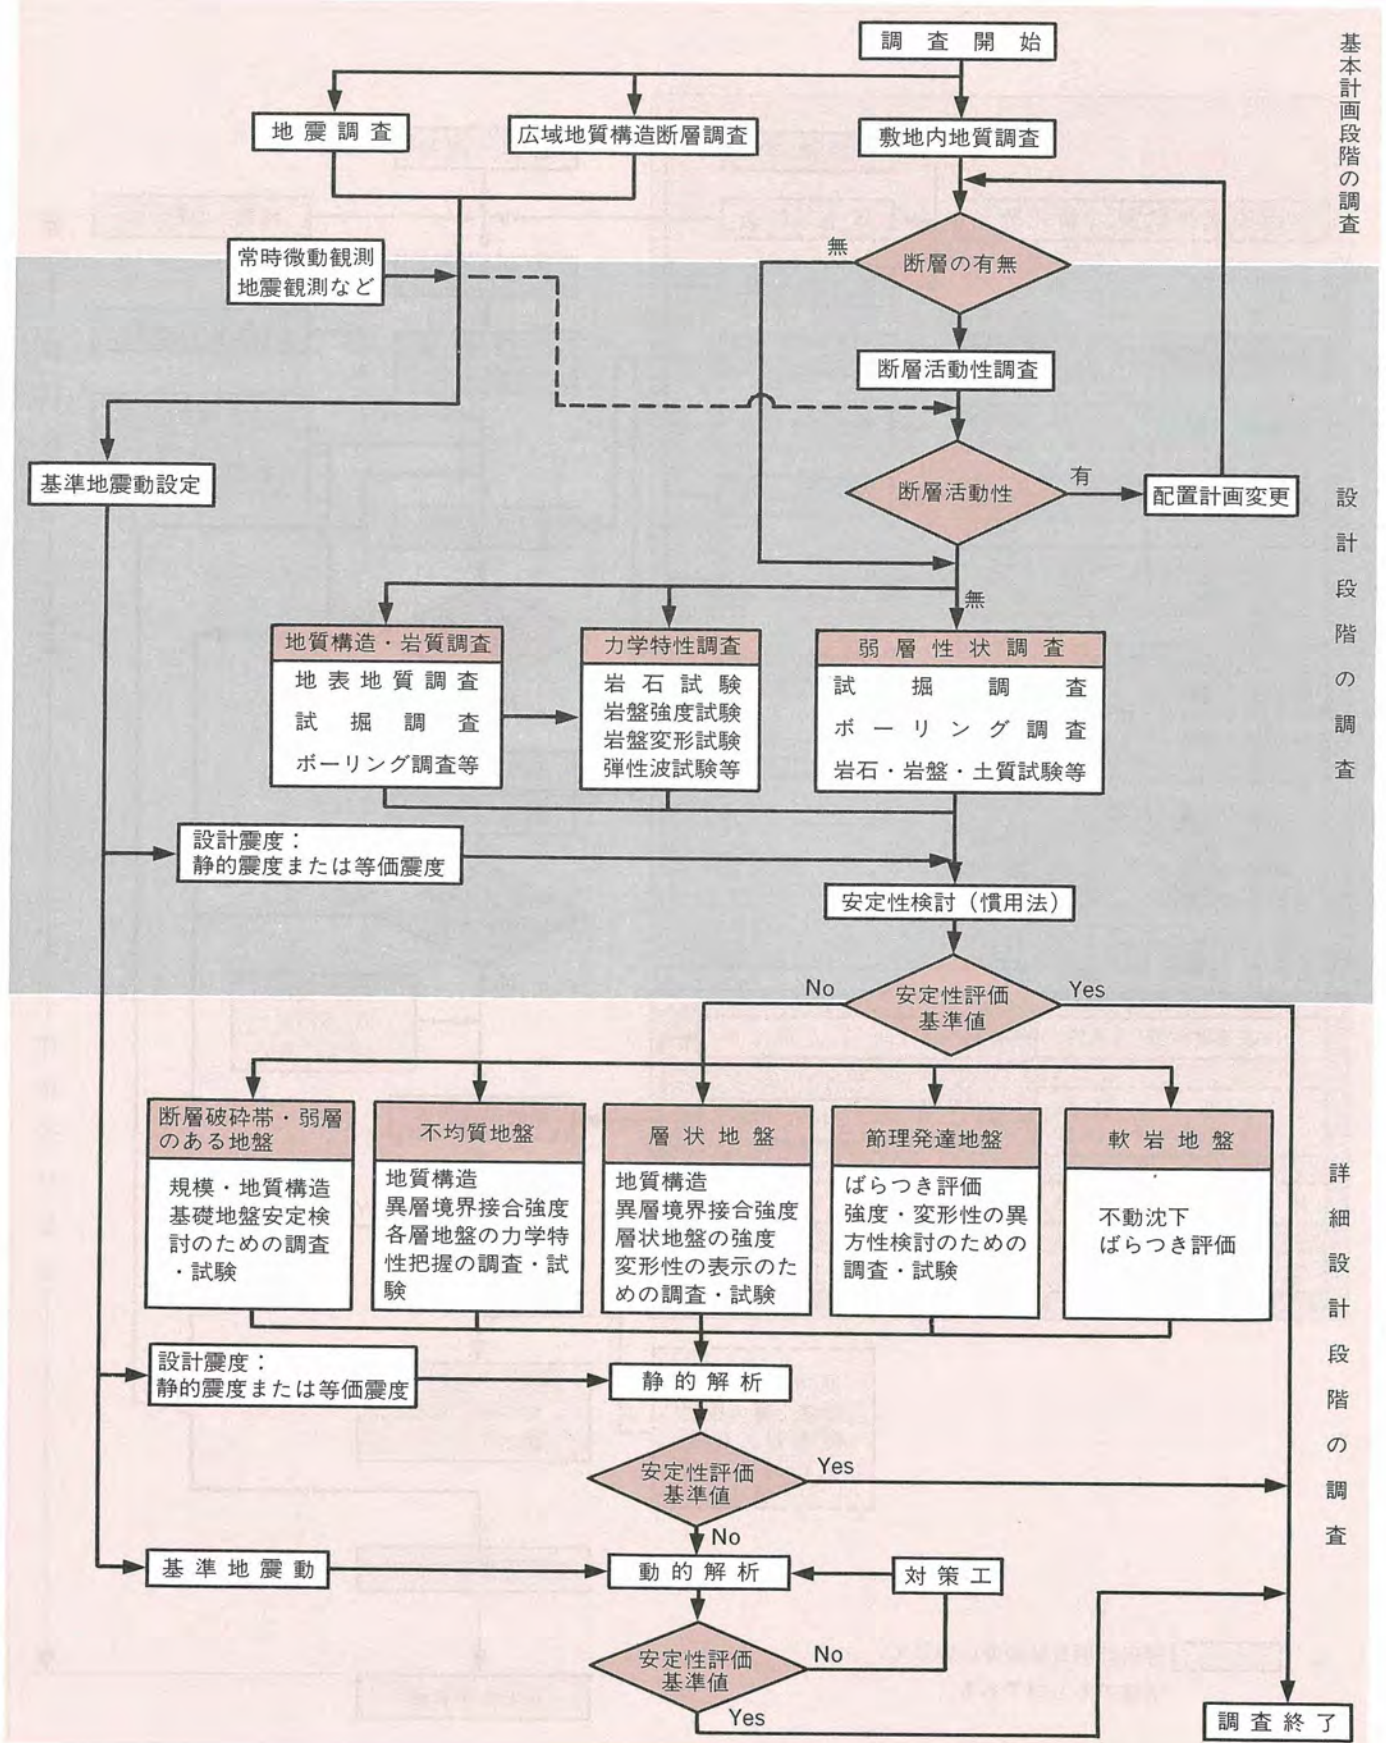 調査開始
基本計画段階の調査
地震調査
広域地質構造断層調査
敷地内地質調査
常時微動観測
地震観測など
無
断層の有無
断層活動性調査
基準地震動設定
断層活動性
有
配置計画変更
設計段階の調査
無
地質構造・岩質調査
地表地質調査
試掘調査
ボーリング調査等
力学特性調査
岩石試験
岩盤強度試験
岩盤変形試験
弾性波試験等
弱層性状調査
試掘調査
ボーリング調査
岩石・岩盤・土質試験等
設計震度：
静的震度または等価震度
安定性検討（慣用法）
No
安定性評価
基準値
Yes
断層破砕帯・弱層
のある地盤
規模・地質構造
基礎地盤安定検
討のための調査
・試験
不均質地盤
地質構造
異層境界接合強度
各層地盤の力学特
性把握の調査・試
験
層状地盤
地質構造
異層境界接合強度
層状地盤の強度
変形性の表示のた
めの調査・試験
節理発達地盤
ばらつき評価
強度・変形性の異
方性検討のための
調査・試験
軟岩地盤
不動沈下
ばらつき評価
詳細設計段階の調査
設計震度：
静的震度または等価震度
静的解析
安定性評価
基準値
Yes
No
基準地震動
動的解析
対策工
安定性評価
基準値
No
Yes
調査終了